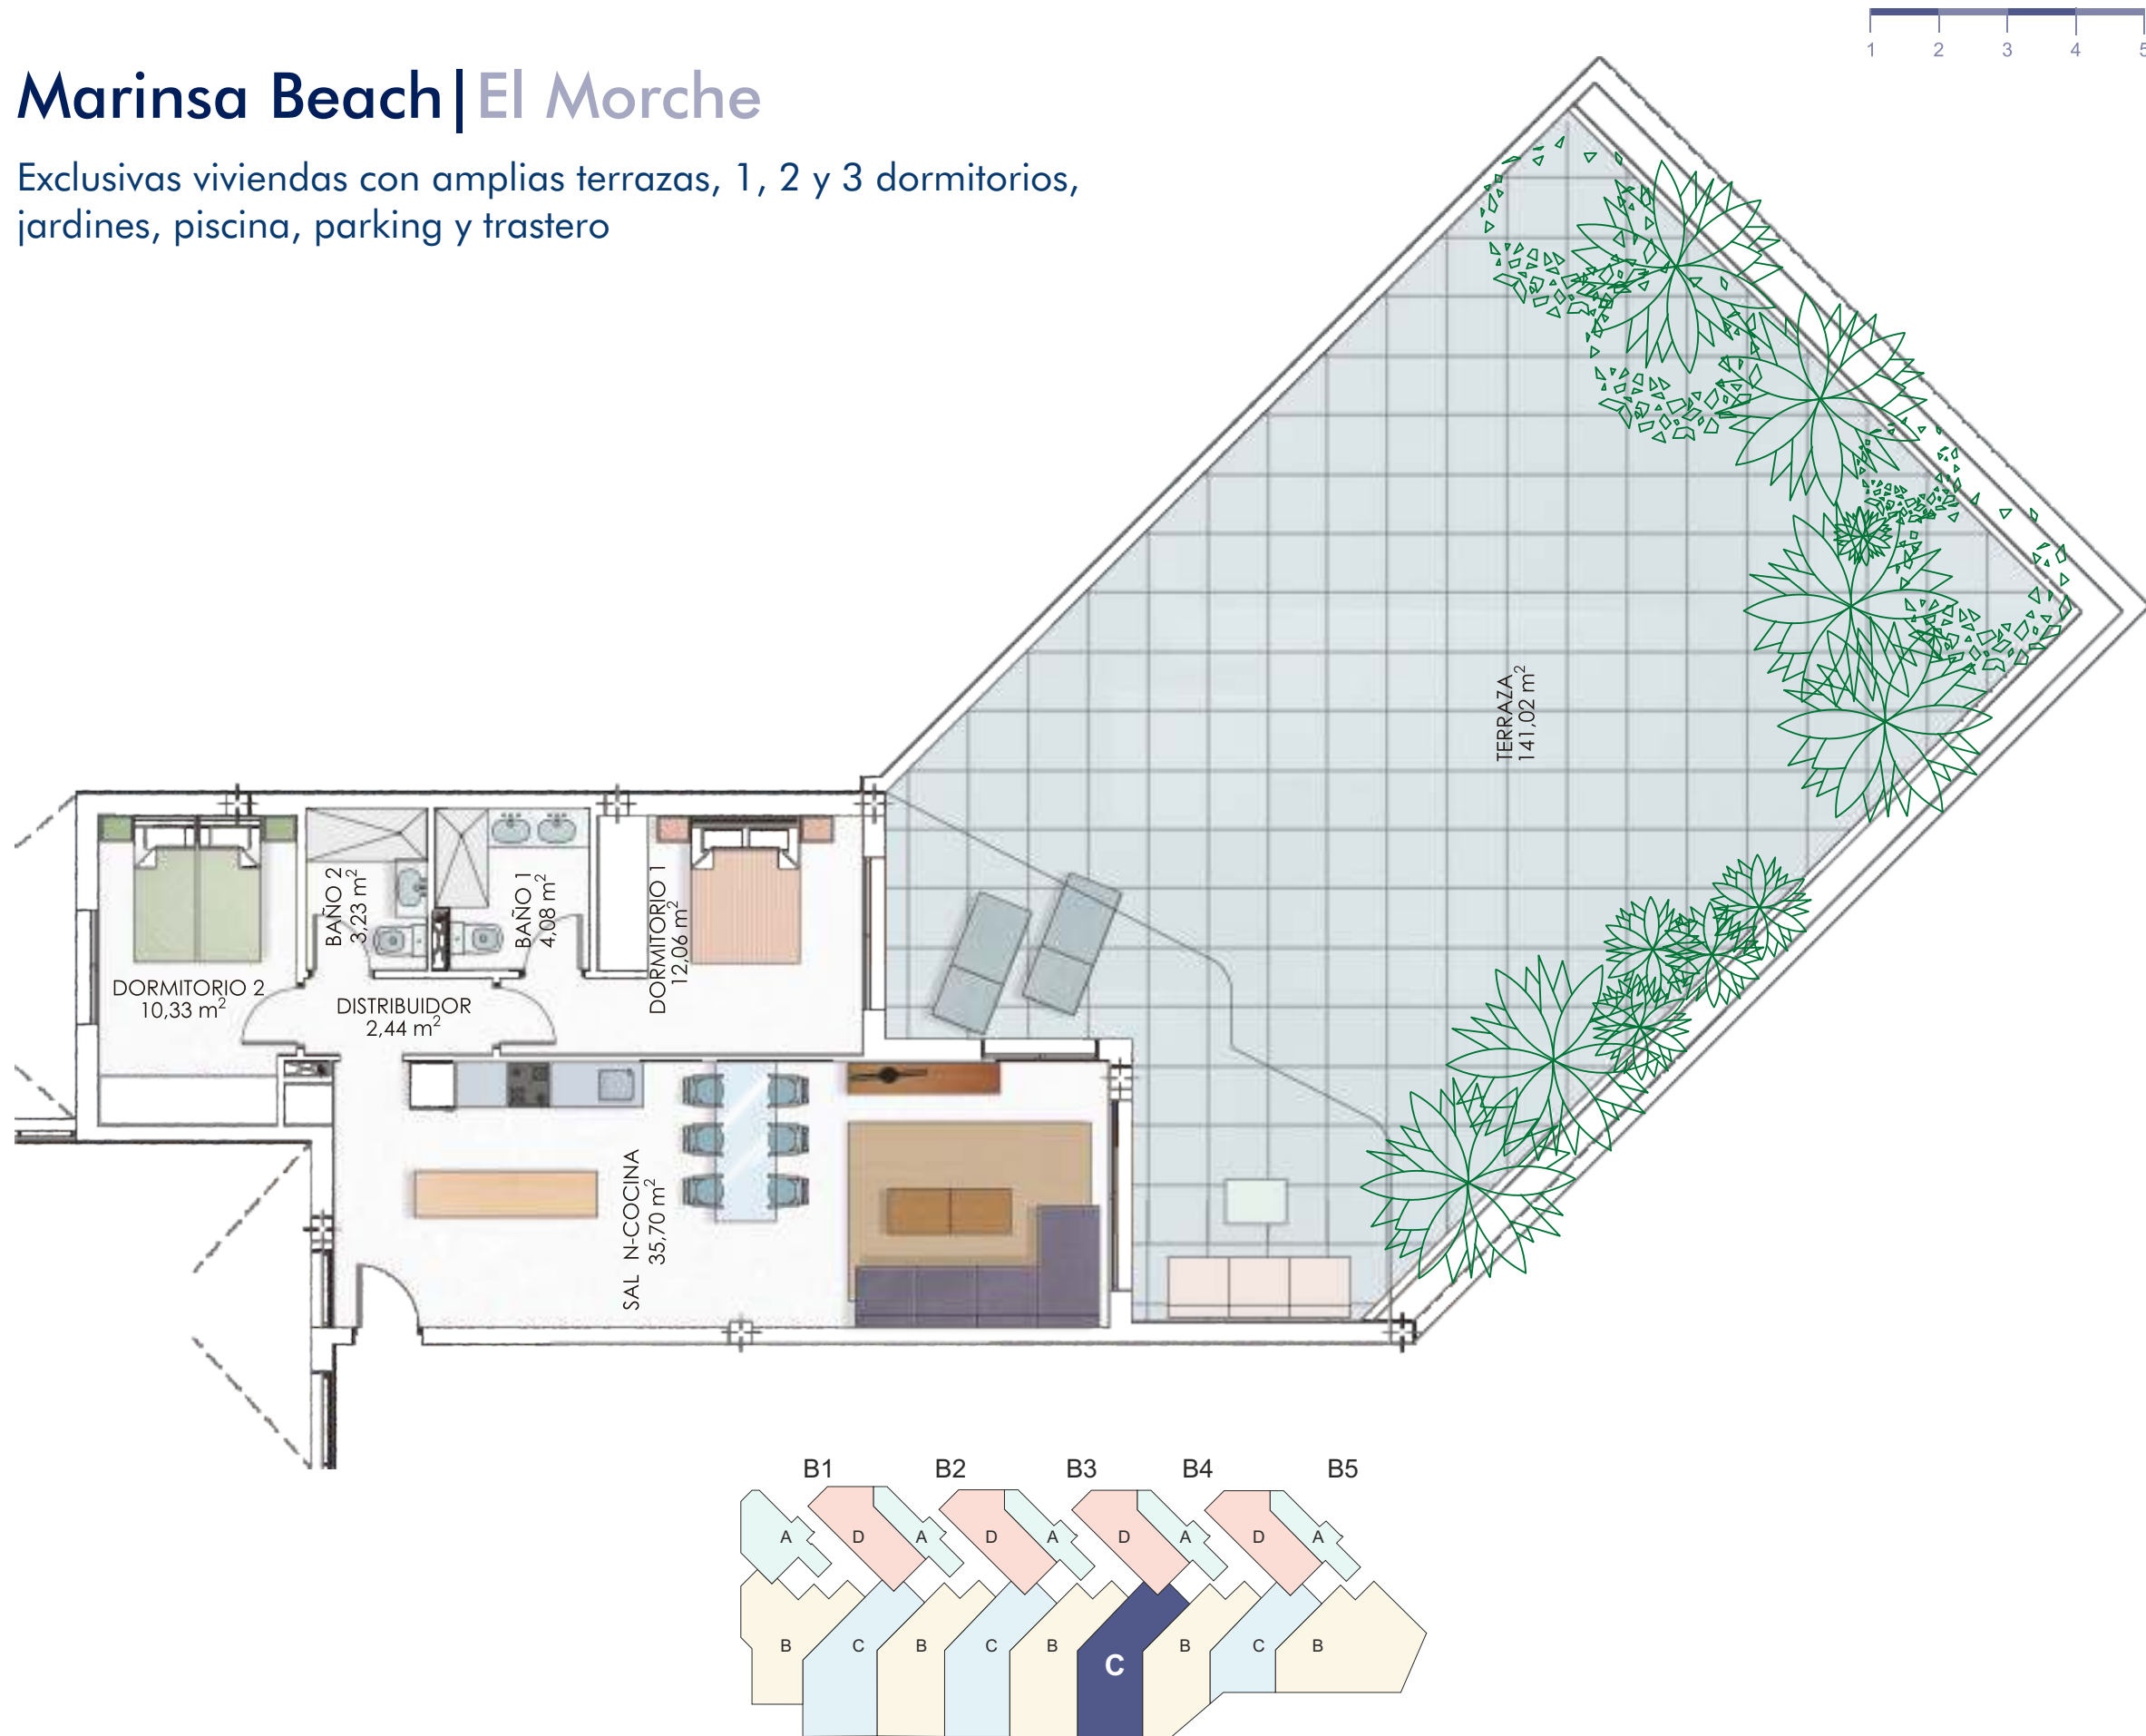 1 2 3 4 5
Marinsa Beach|El Morche
Exclusivas viviendas con amplias terrazas, 1, 2 y 3 dormitorios,
jardines, piscina, parking y trastero
TERRAZA
141,02 m²
BAÑO 2
3,23 m²
BAÑO 1
4,08 m²
DORMITORIO 1
12,06 m²
DORMITORIO 2
10,33 m²
DISTRIBUIDOR
2,44 m²
SAL N-COCINA
35,70 m²
B1 B2 B3 B4 B5
A D A D A D A D A
B C B C B C B C B